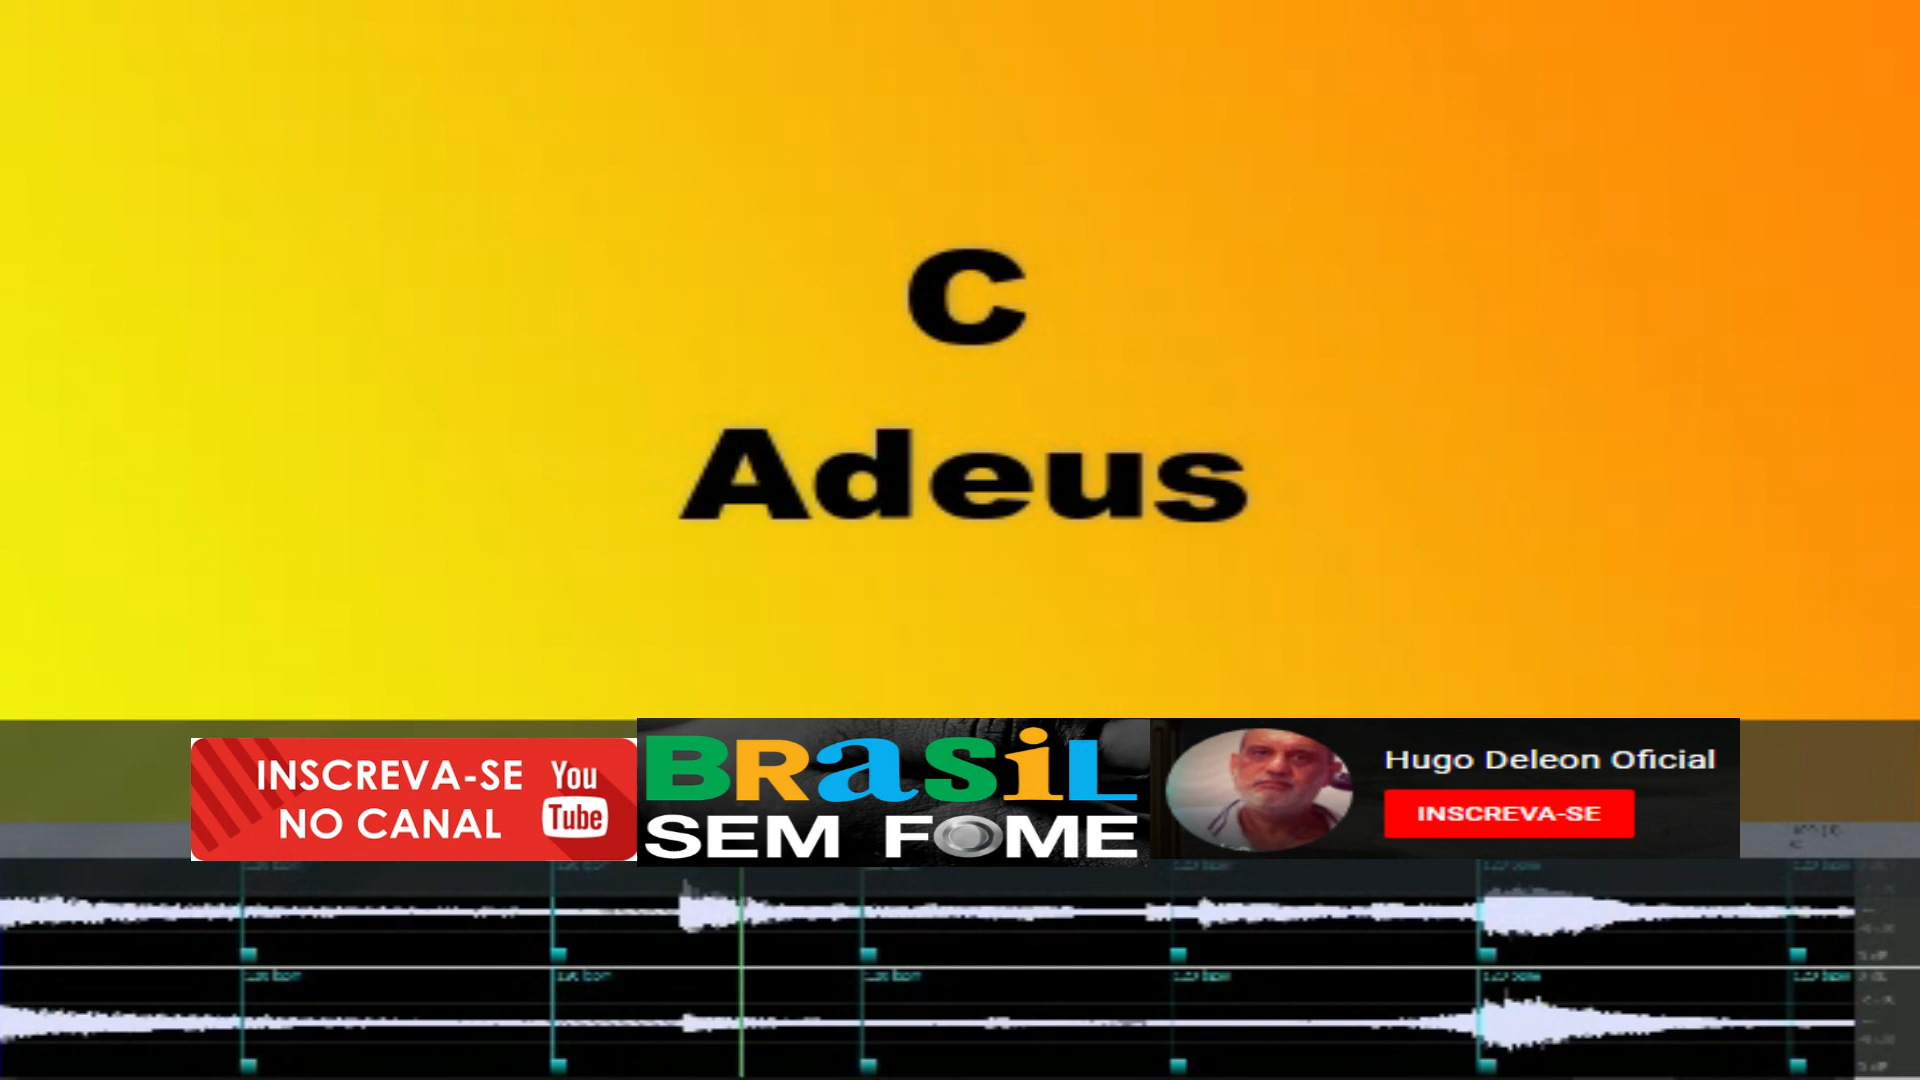 C
Adeus
INSCREVA-SE
NO CANAL
You
Tube
BRaSiL
SEM FOME
Hugo Deleon Oficial
INSCREVA-SE